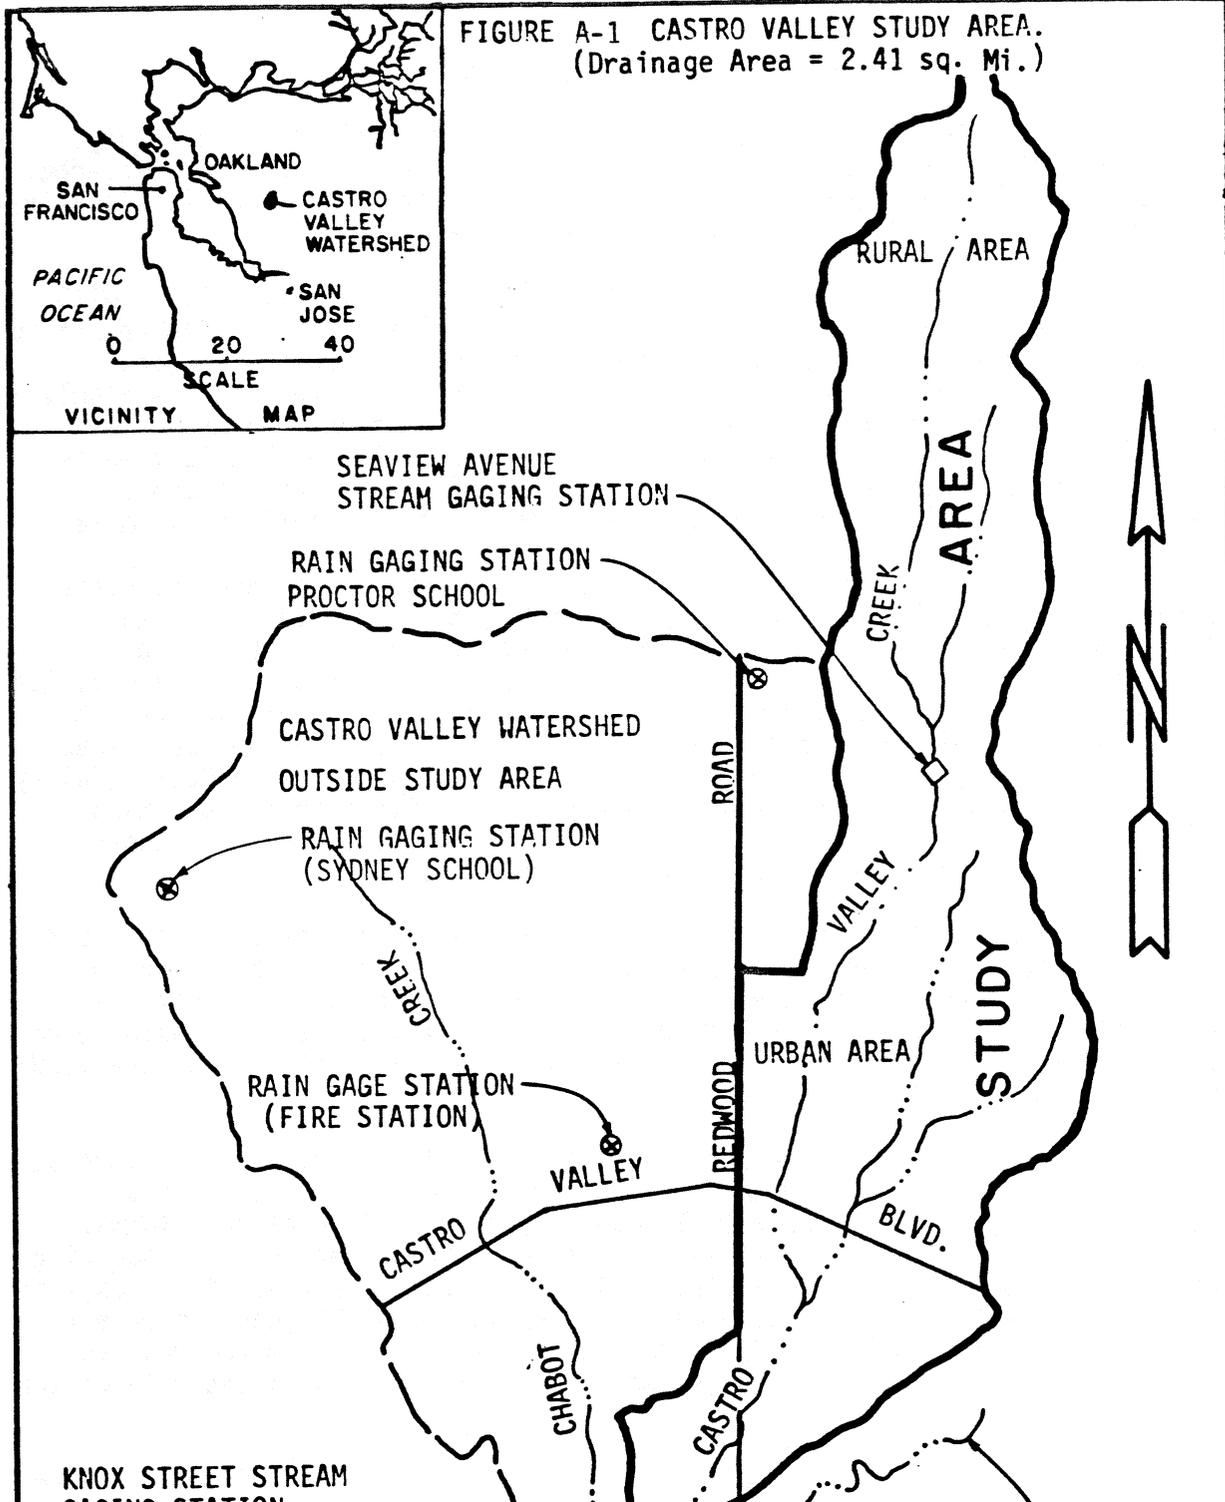 FIGURE A-1 CASTRO VALLEY STUDY AREA.
(Drainage Area = 2.41 sq. Mi.)
OAKLAND
SAN
FRANCISCO
CASTRO
VALLEY
WATERSHED
PACIFIC
OCEAN
SAN
JOSE
0 20 40
SCALE
VICINITY MAP
RURAL AREA
SEAVIEW AVENUE
STREAM GAGING STATION
RAIN GAGING STATION
PROCTOR SCHOOL
AREA
CREEK
N
CASTRO VALLEY WATERSHED
OUTSIDE STUDY AREA
ROAD
RAIN GAGING STATION
(SYDNEY SCHOOL)
VALLEY
CREEK
STUDY
URBAN AREA
RAIN GAGE STATION
(FIRE STATION)
REDWOOD
CASTRO VALLEY BLVD.
CHABOT
CASTRO
KNOX STREET STREAM
GAGING STATION